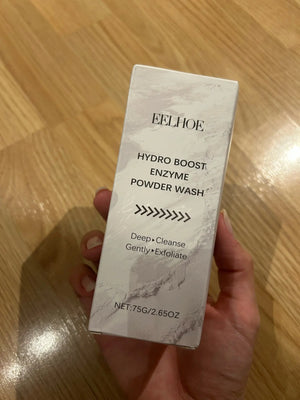 EELHOE
HYDRO BOOST
ENZYME
POWDER WASH
>>>>>>>>>
Deep▸Cleanse
Gently▸Exfoliate
NET:75G/2.65OZ